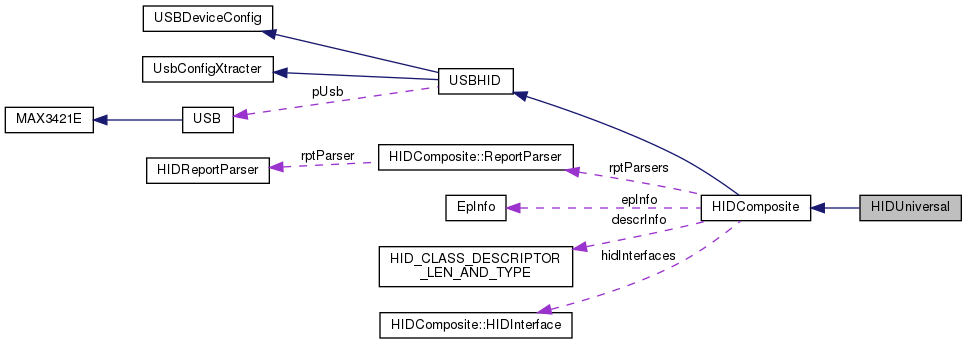 USBDeviceConfig
UsbConfigXtracter
USBHID
pUsb
MAX3421E
USB
HIDReportParser
rptParser
HIDComposite::ReportParser
rptParsers
EpInfo
epInfo
HIDComposite
HIDUniversal
descrInfo
HID_CLASS_DESCRIPTOR
_LEN_AND_TYPE
hidInterfaces
HIDComposite::HIDInterface